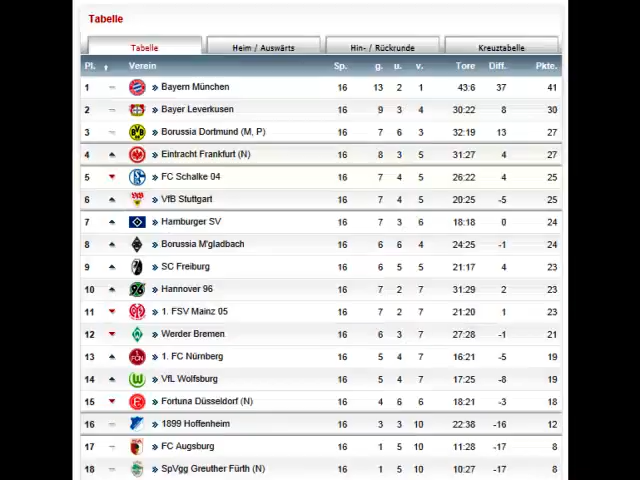 Tabelle
Tabelle Heim / Auswärts Hin- / Rückrunde Kreuztabelle
Pl. Verein Sp. g. u. v. Tore Diff. Pkte.
1 Bayern München 16 13 2 1 43:6 37 41
2 Bayer Leverkusen 16 9 3 4 30:22 8 30
3 Borussia Dortmund (M, P) 16 7 6 3 32:19 13 27
4 Eintracht Frankfurt (N) 16 8 3 5 31:27 4 27
5 FC Schalke 04 16 7 4 5 26:22 4 25
6 VfB Stuttgart 16 7 4 5 20:25 -5 25
7 Hamburger SV 16 7 3 6 18:18 0 24
8 Borussia M'gladbach 16 6 6 4 24:25 -1 24
9 SC Freiburg 16 6 5 5 21:17 4 23
10 Hannover 96 16 7 2 7 31:29 2 23
11 1. FSV Mainz 05 16 7 2 7 21:20 1 23
12 Werder Bremen 16 6 3 7 27:28 -1 21
13 1. FC Nürnberg 16 5 4 7 16:21 -5 19
14 VfL Wolfsburg 16 5 4 7 17:25 -8 19
15 Fortuna Düsseldorf (N) 16 4 6 6 18:21 -3 18
16 1899 Hoffenheim 16 3 3 10 22:38 -16 12
17 FC Augsburg 16 1 5 10 11:28 -17 8
18 SpVgg Greuther Fürth (N) 16 1 5 10 10:27 -17 8